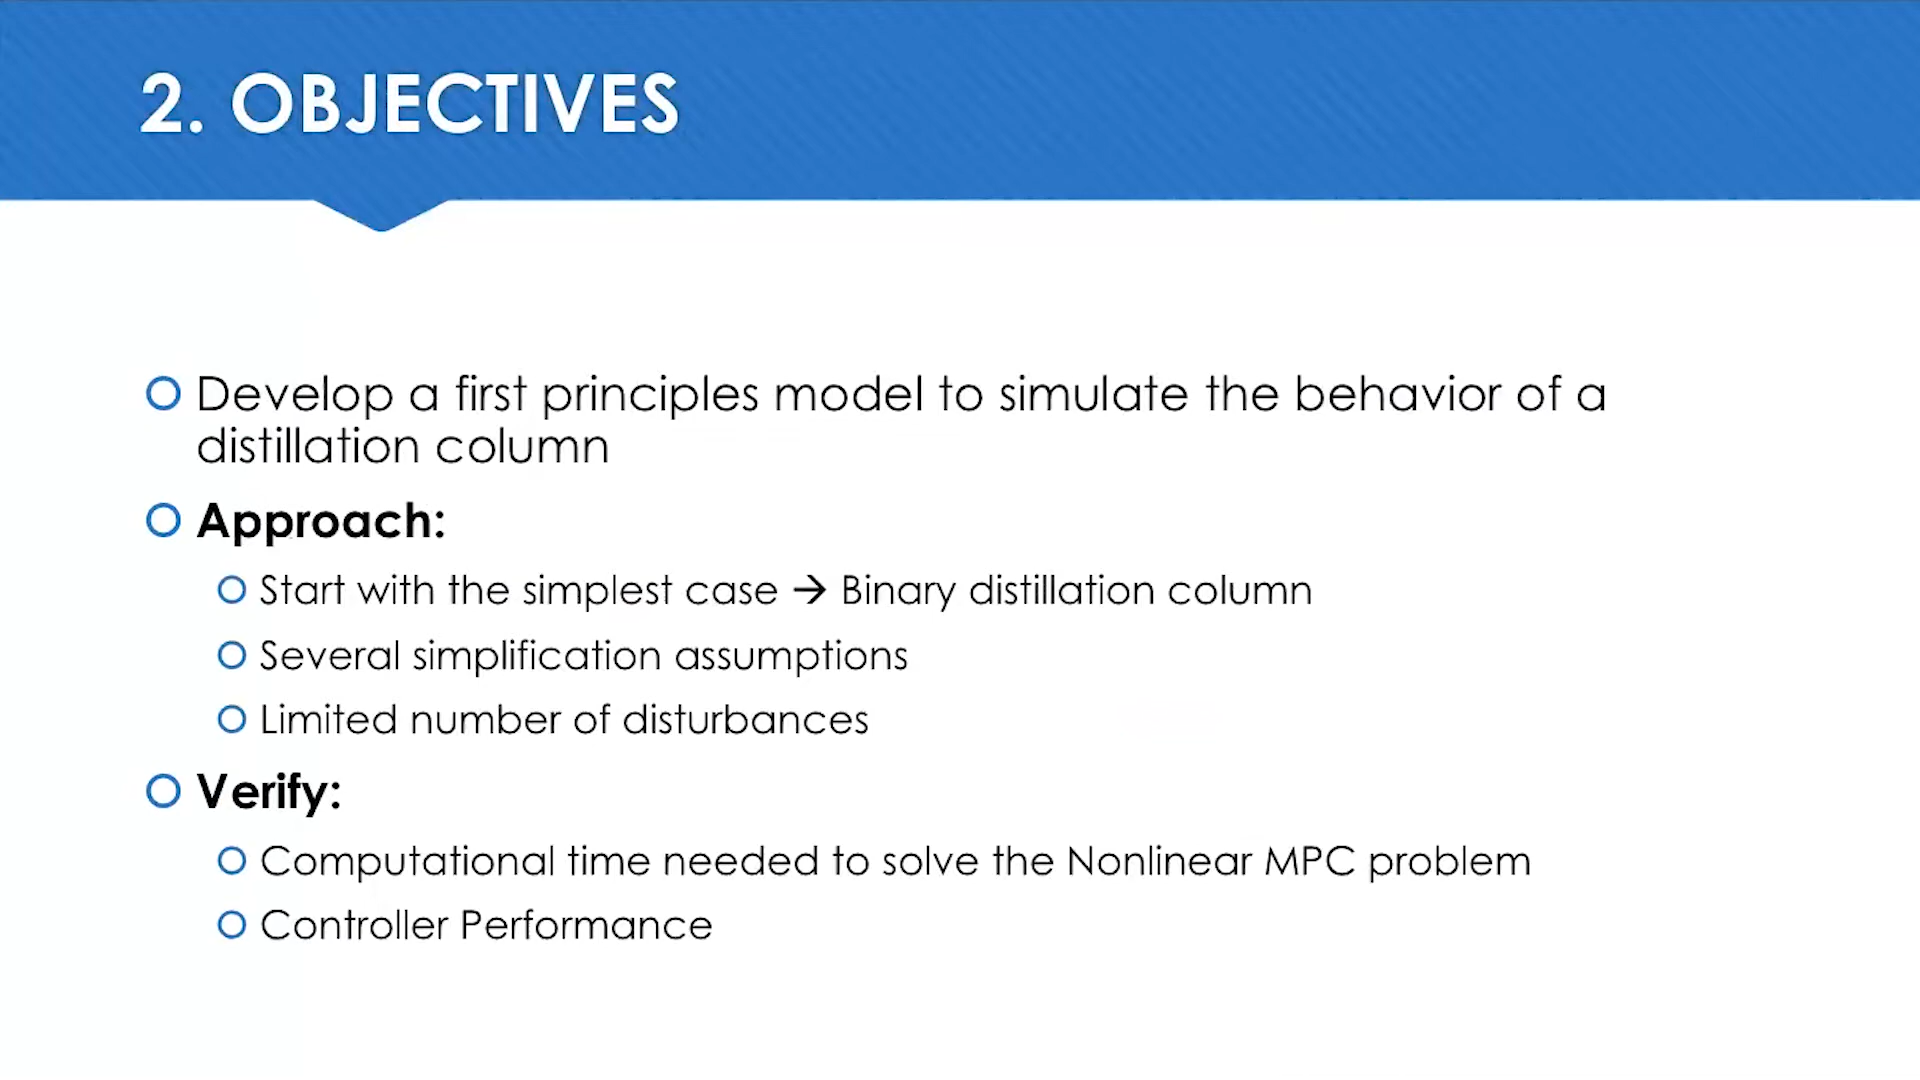 2. OBJECTIVES
Develop a first principles model to simulate the behavior of a
distillation column
Approach:
Start with the simplest case → Binary distillation column
Several simplification assumptions
Limited number of disturbances
Verify:
Computational time needed to solve the Nonlinear MPC problem
Controller Performance